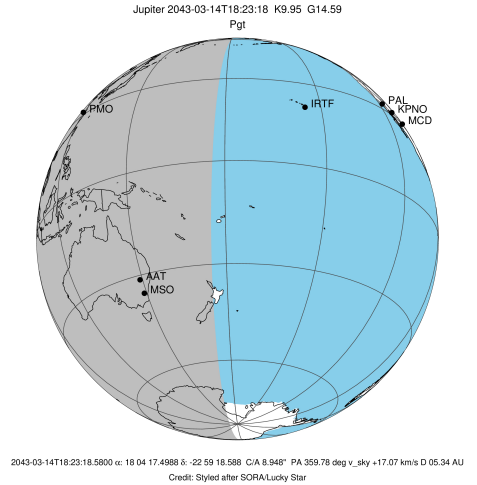 Jupiter 2043-03-14T18:23:18 K9.95 G14.59
Pgt
PMO
IRTF
PAL
KPNO
MCD
AAT
MSO
2043-03-14T18:23:18.5800 α: 18 04 17.4988 δ: -22 59 18.588 C/A 8.948" PA 359.78 deg v_sky +17.07 km/s D 05.34 AU
Credit: Styled after SORA/Lucky Star